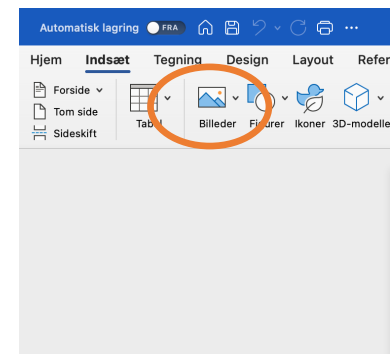 Automatisk lagring FRA
Hjem Indsæt Tegning Design Layout Refer
Forside
Tom side
Sideskift
Tabel Billeder Figurer Ikoner 3D-modelle